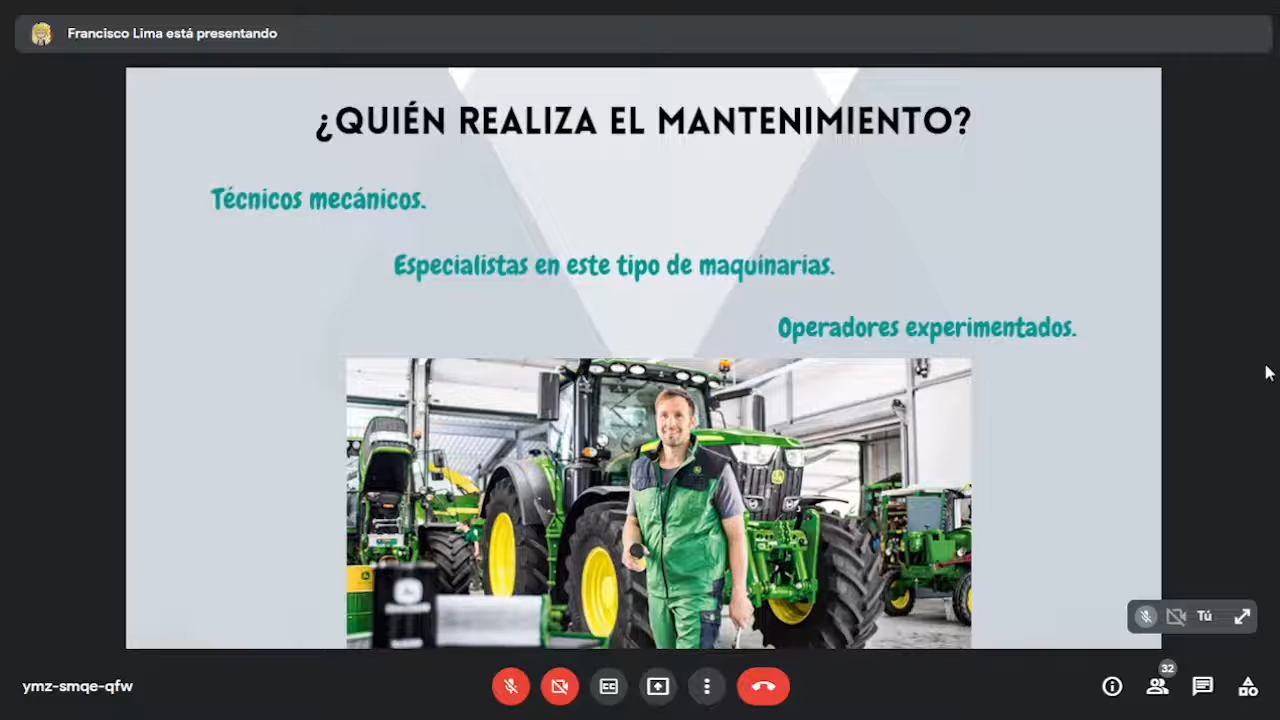 Francisco Lima está presentando
¿QUIÉN REALIZA EL MANTENIMIENTO?
Técnicos mecánicos.
Especialistas en este tipo de maquinarias.
Operadores experimentados.
Tú
32
ymz-smqe-qfw
CC